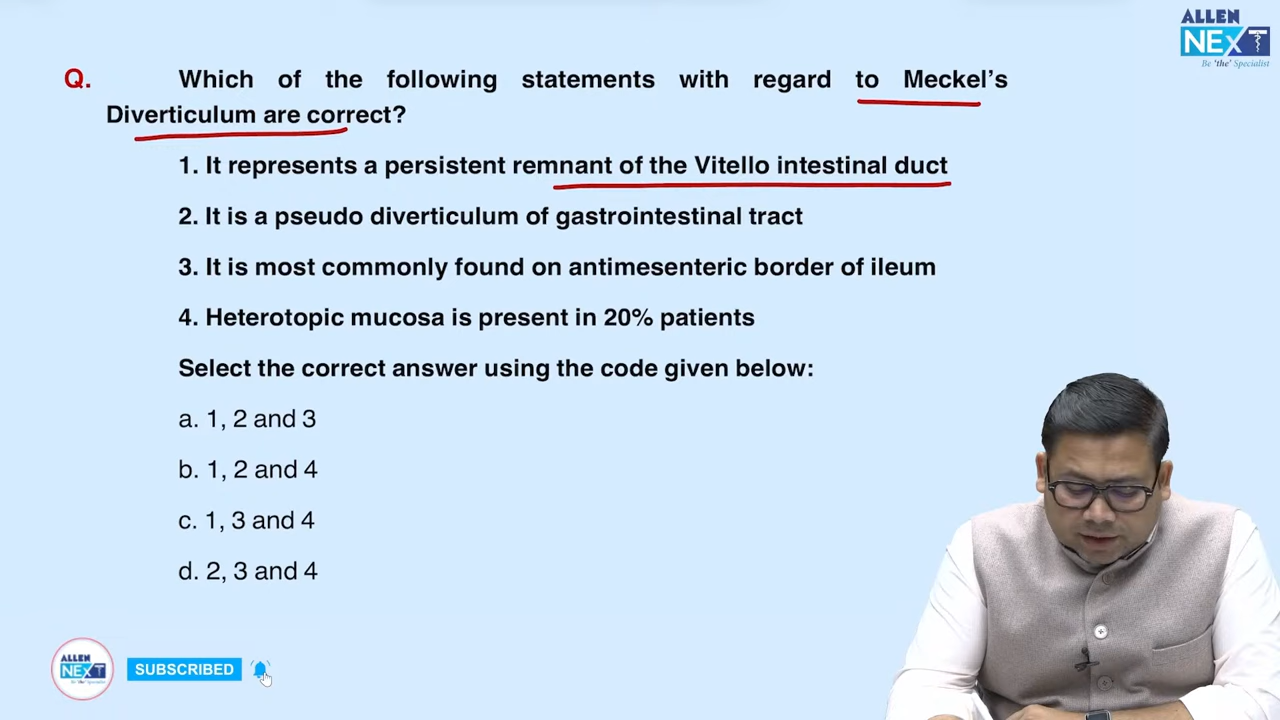 ALLEN
NEXT
Be 'the' Specialist
Q. Which of the following statements with regard to Meckel's
Diverticulum are correct?
1. It represents a persistent remnant of the Vitello intestinal duct
2. It is a pseudo diverticulum of gastrointestinal tract
3. It is most commonly found on antimesenteric border of ileum
4. Heterotopic mucosa is present in 20% patients
Select the correct answer using the code given below:
a. 1, 2 and 3
b. 1, 2 and 4
c. 1, 3 and 4
d. 2, 3 and 4
ALLEN
NEXT
Be 'the' Specialist
SUBSCRIBED